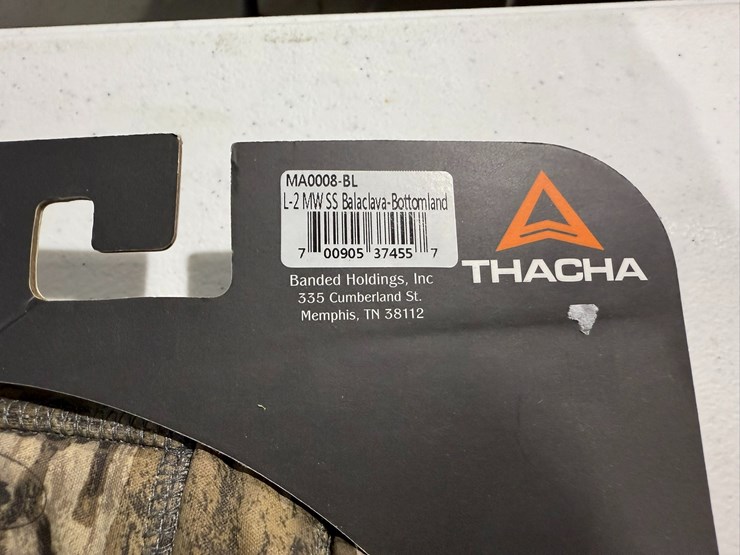 MA0008-BL
L-2 MW SS Balaclava-Bottomland
7 00905 37455 7
Banded Holdings, Inc
335 Cumberland St.
Memphis, TN 38112
THACHA